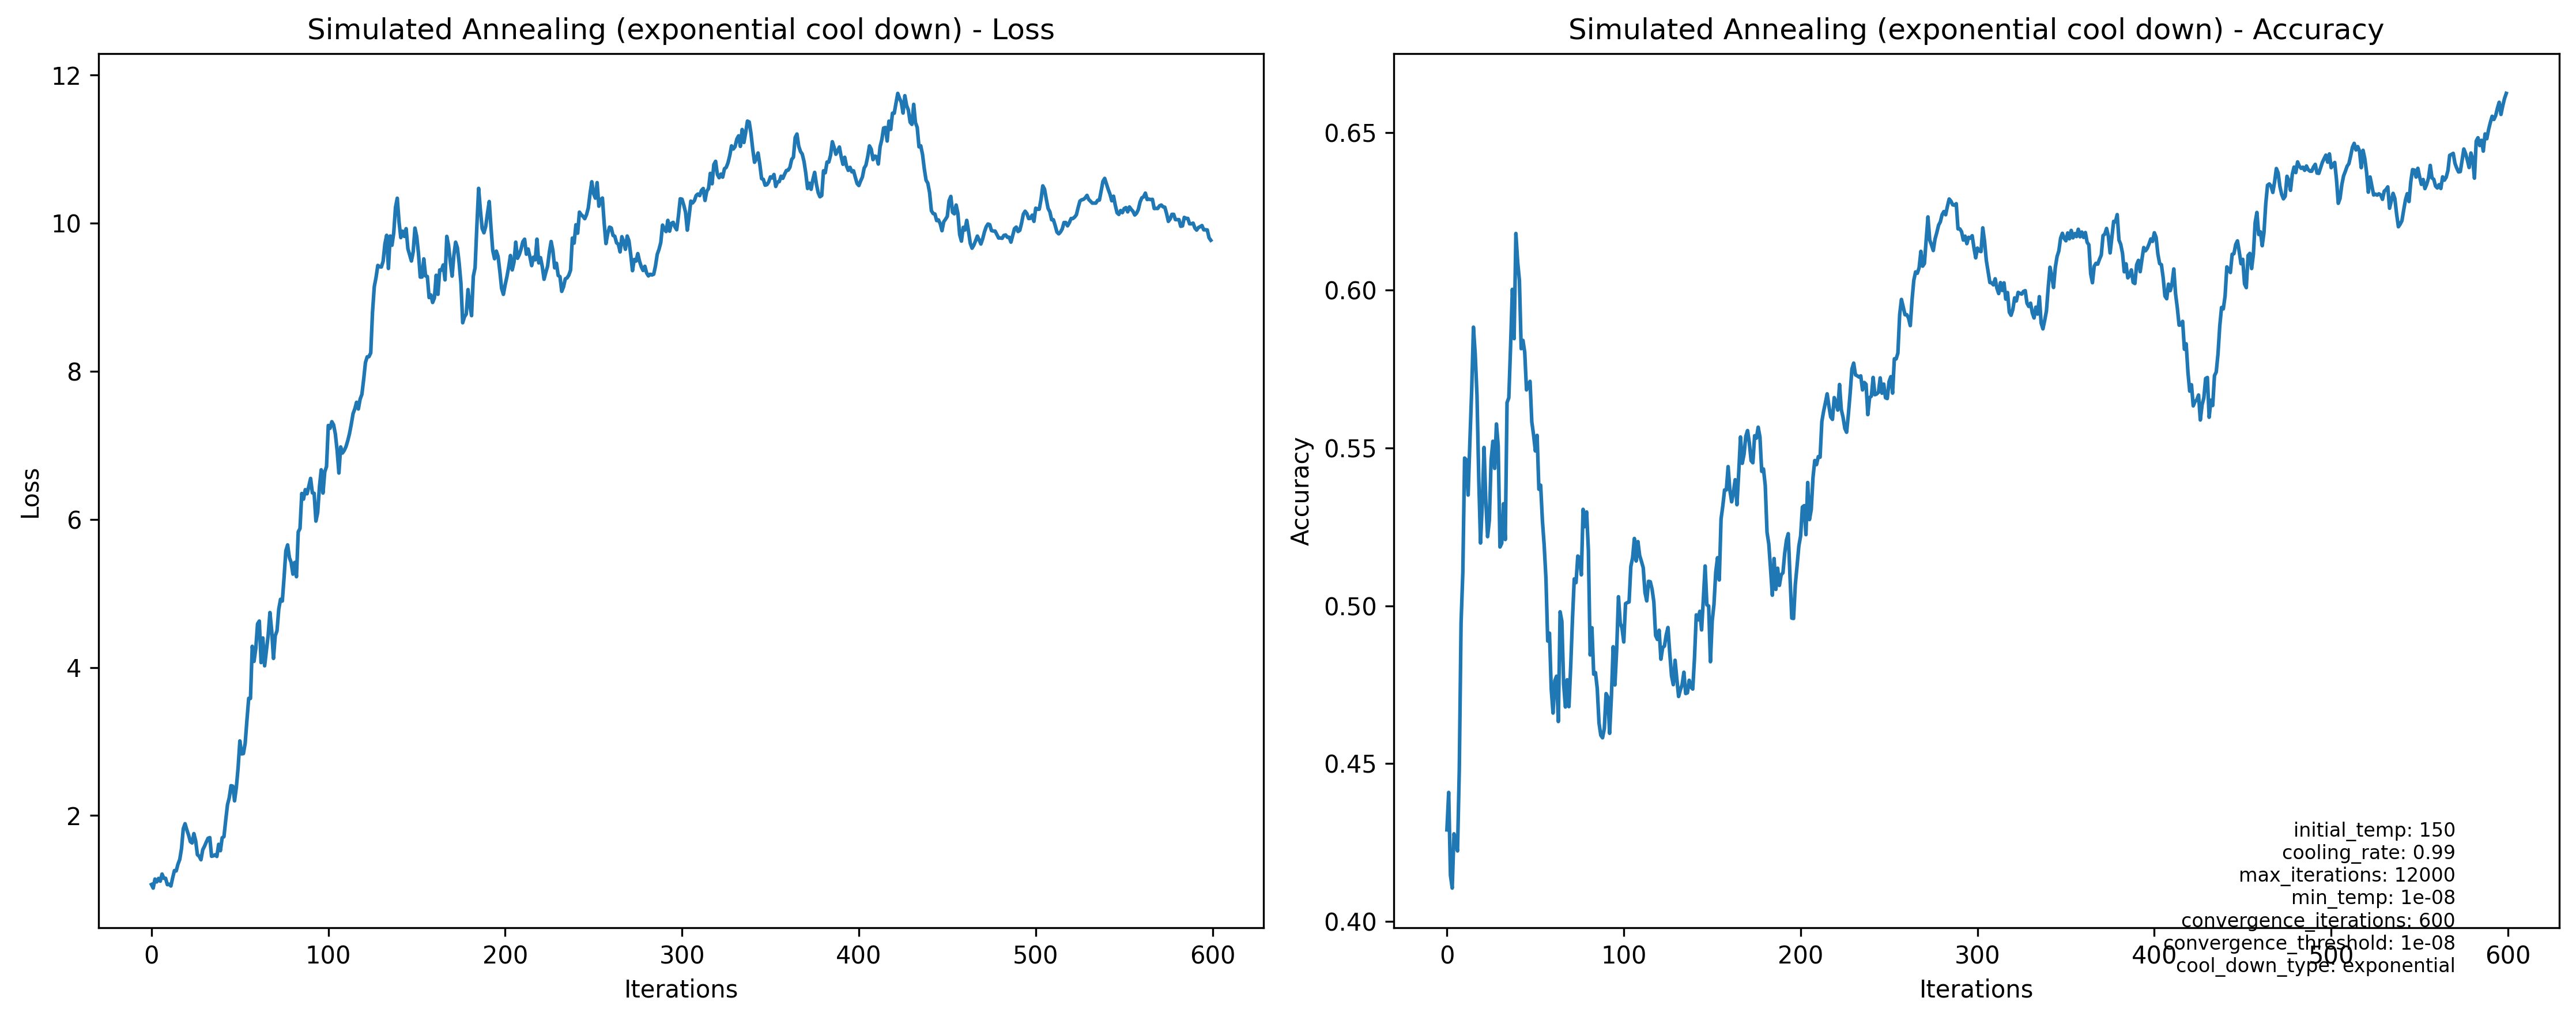 Simulated Annealing (exponential cool down) - Loss
12
10
8
6
4
2
Loss
0 100 200 300 400 500 600
Iterations
Simulated Annealing (exponential cool down) - Accuracy
0.65
0.60
0.55
0.50
0.45
0.40
Accuracy
initial_temp: 150
cooling_rate: 0.99
max_iterations: 12000
min_temp: 1e-08
convergence_iterations: 600
convergence_threshold: 1e-08
cool_down_type: exponential
0 100 200 300 400 500 600
Iterations